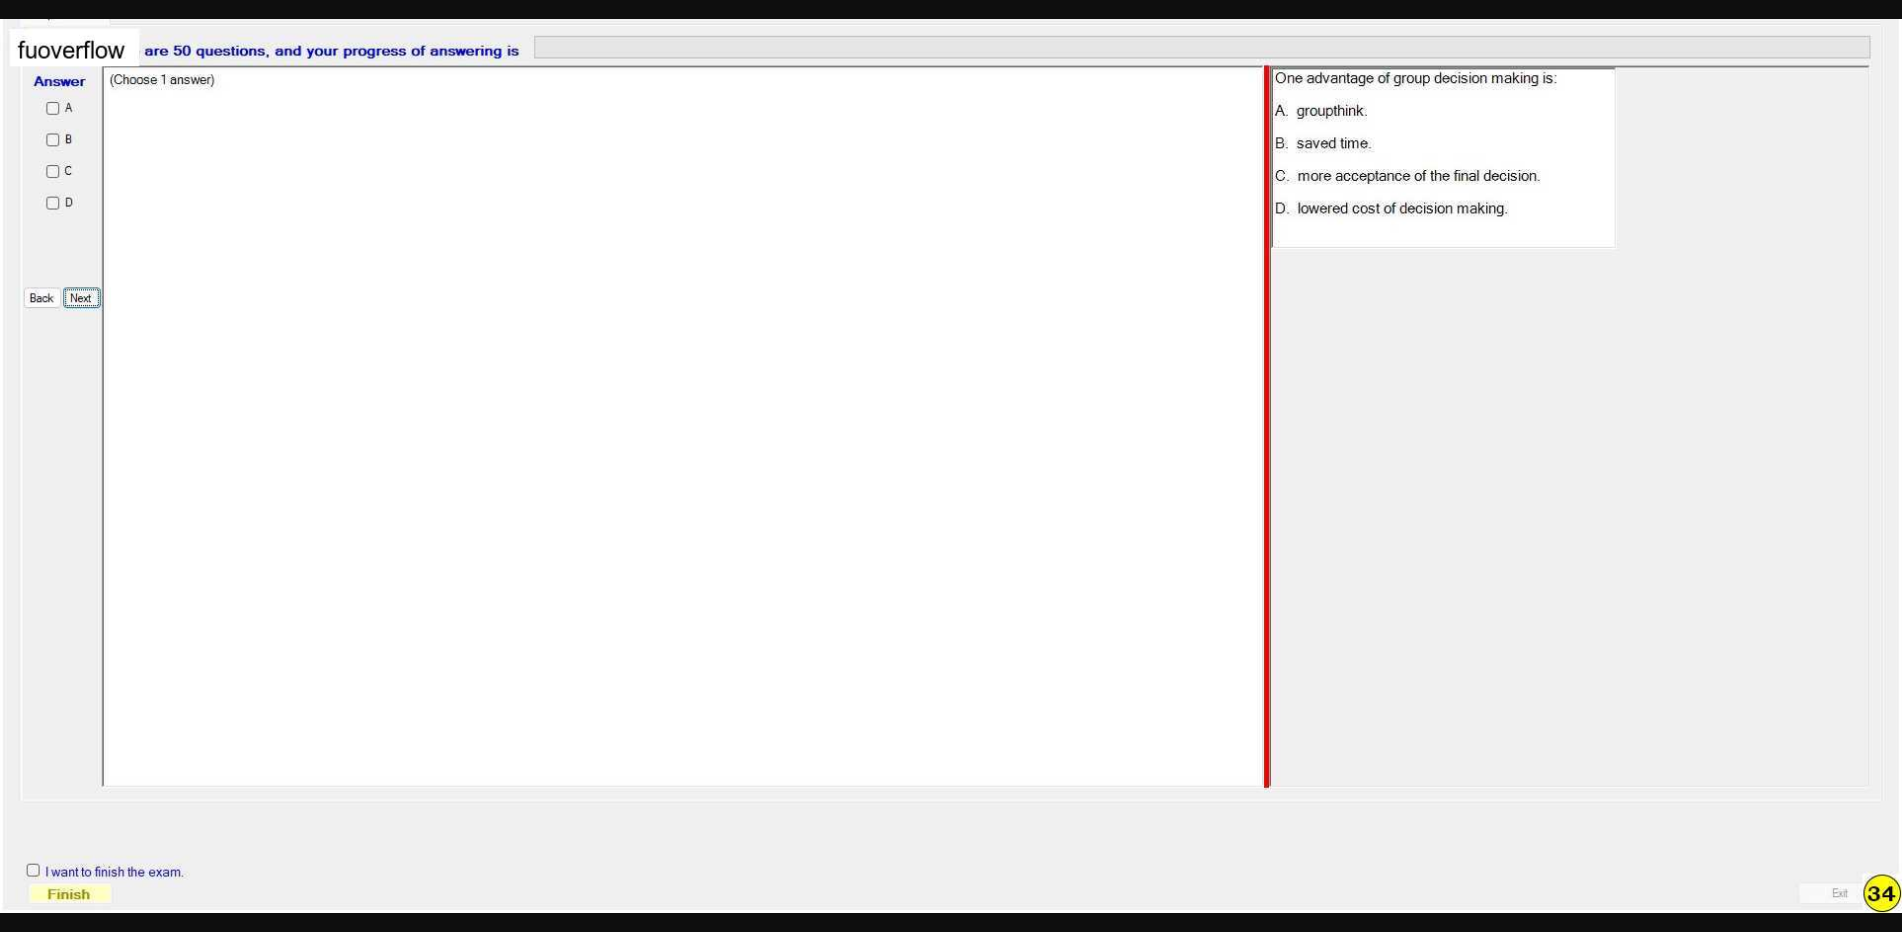 fuoverflow are 50 questions, and your progress of answering is
Answer
(Choose 1 answer)
A
B
C
D
Back Next
One advantage of group decision making is:
A. groupthink.
B. saved time.
C. more acceptance of the final decision.
D. lowered cost of decision making.
I want to finish the exam.
Finish
Exit
34